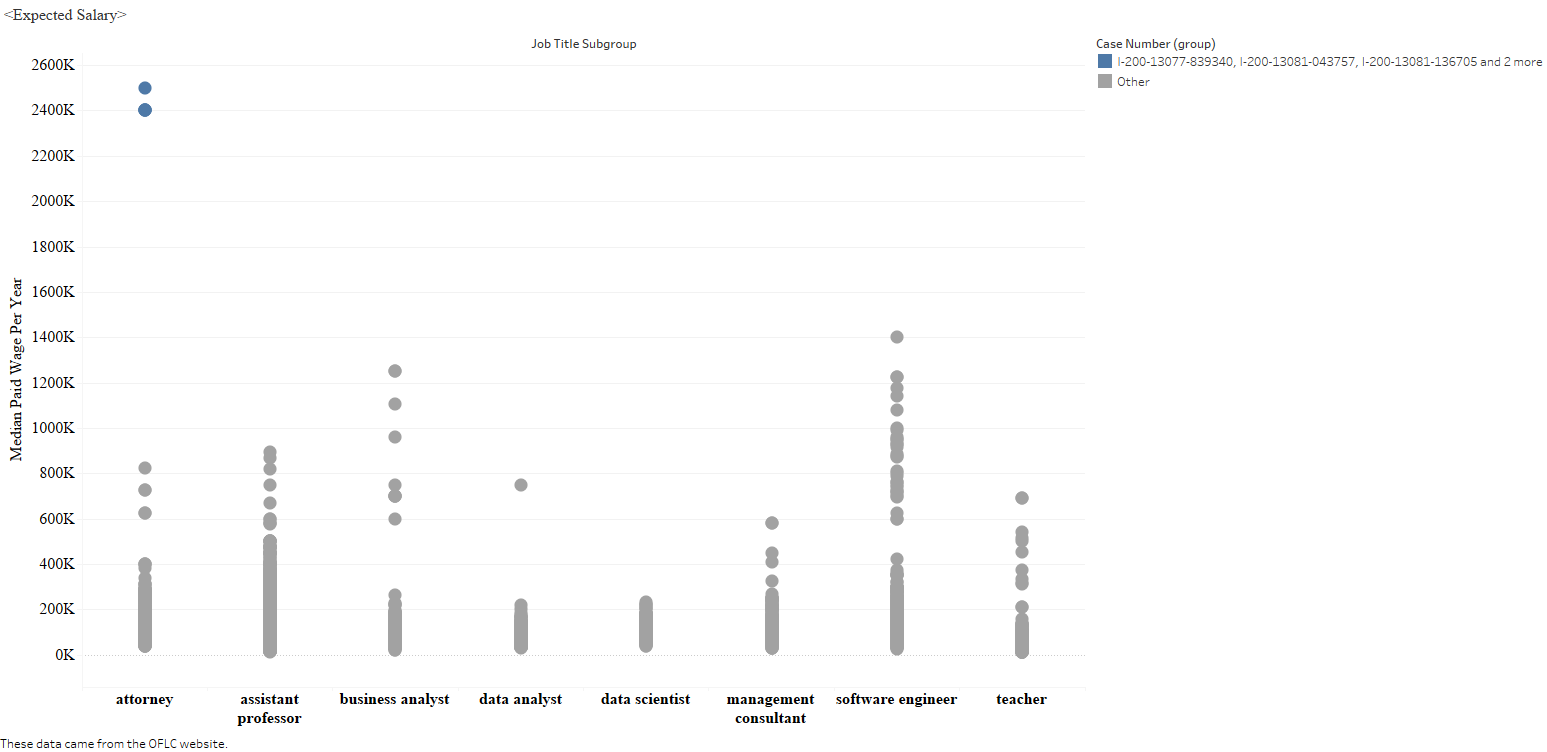 <Expected Salary>
Job Title Subgroup
Case Number (group)
I-200-13077-839340, I-200-13081-043757, I-200-13081-136705 and 2 more
Other
Median Paid Wage Per Year
2600K
2400K
2200K
2000K
1800K
1600K
1400K
1200K
1000K
800K
600K
400K
200K
0K
attorney
assistant
professor
business analyst
data analyst
data scientist
management
consultant
software engineer
teacher
These data came from the OFLC website.